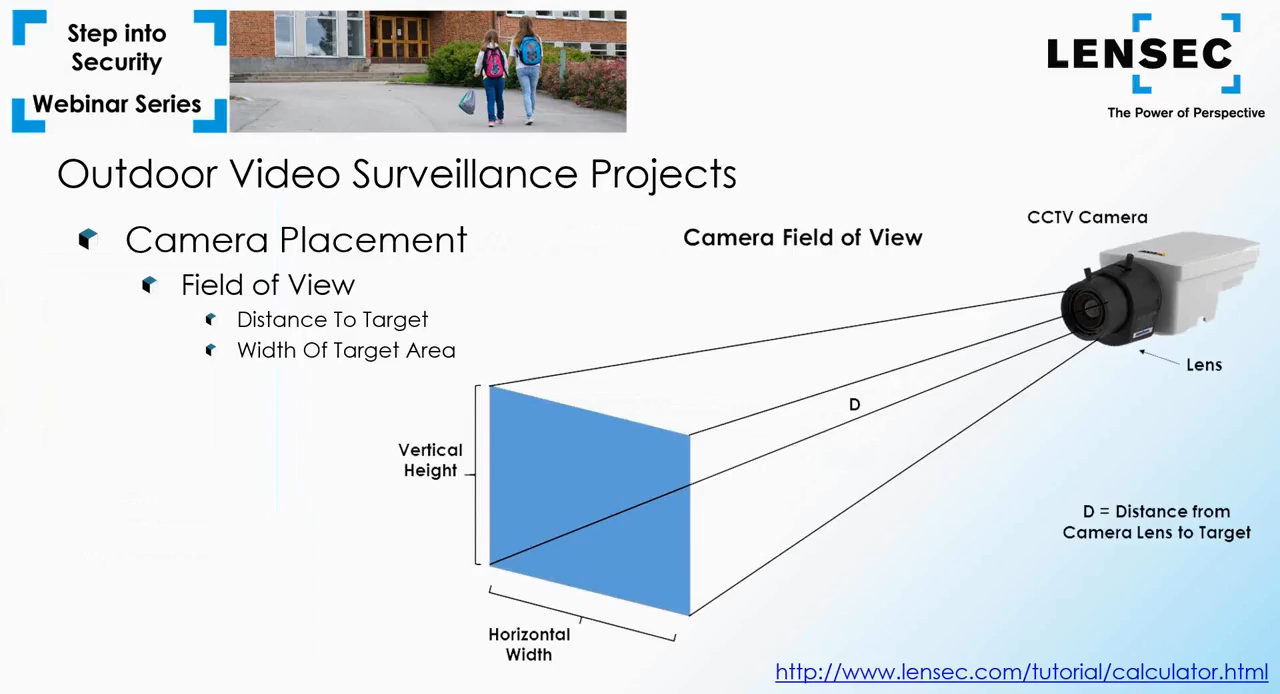 Step into
Security
Webinar Series
LENSEC
The Power of Perspective
Outdoor Video Surveillance Projects
Camera Placement
Field of View
Distance To Target
Width Of Target Area
Camera Field of View
CCTV Camera
Lens
D
Vertical
Height
D = Distance from
Camera Lens to Target
Horizontal
Width
http://www.lensec.com/tutorial/calculator.html